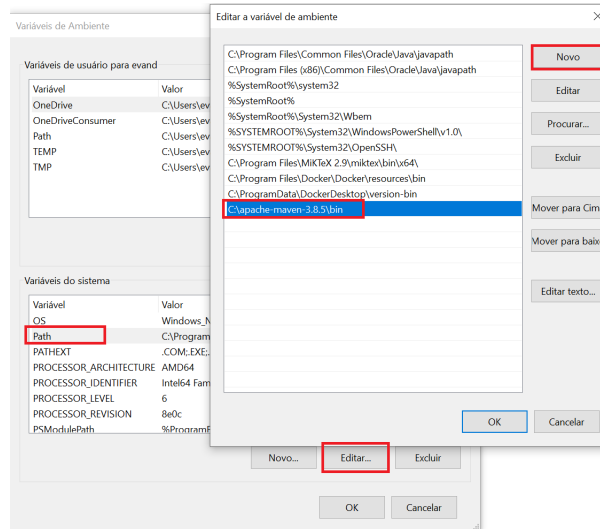 Variáveis de Ambiente
Variáveis de usuário para evand
Variável Valor
OneDrive C:\Users\ev
OneDriveConsumer C:\Users\ev
Path C:\Users\ev
TEMP C:\Users\ev
TMP C:\Users\ev
Variáveis do sistema
Variável Valor
OS Windows_N
Path C:\Program
PATHEXT .COM;.EXE;.
PROCESSOR_ARCHITECTURE AMD64
PROCESSOR_IDENTIFIER Intel64 Fam
PROCESSOR_LEVEL 6
PROCESSOR_REVISION 8e0c
PSModulePath %ProgramF
Novo... Editar... Excluir
OK Cancelar
Editar a variável de ambiente
C:\Program Files\Common Files\Oracle\Java\javapath
C:\Program Files (x86)\Common Files\Oracle\Java\javapath
%SystemRoot%\system32
%SystemRoot%
%SystemRoot%\System32\Wbem
%SYSTEMROOT%\System32\WindowsPowerShell\v1.0\
%SYSTEMROOT%\System32\OpenSSH\
C:\Program Files\MiKTeX 2.9\miktex\bin\x64\
C:\Program Files\Docker\Docker\resources\bin
C:\ProgramData\DockerDesktop\version-bin
C:\apache-maven-3.8.5\bin
Novo
Editar
Procurar...
Excluir
Mover para Cim
Mover para baix
Editar texto...
OK Cancelar